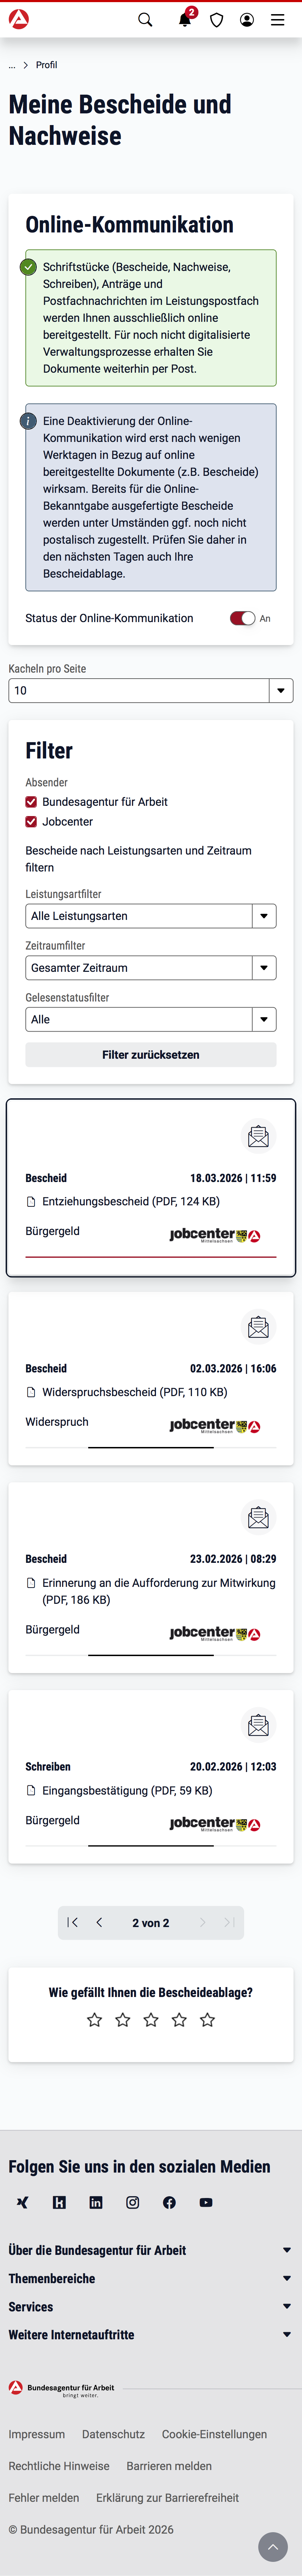 2
... > Profil
Meine Bescheide und
Nachweise
Online-Kommunikation
Schriftstücke (Bescheide, Nachweise,
Schreiben), Anträge und
Postfachnachrichten im Leistungspostfach
werden Ihnen ausschließlich online
bereitgestellt. Für noch nicht digitalisierte
Verwaltungsprozesse erhalten Sie
Dokumente weiterhin per Post.
Eine Deaktivierung der Online-
Kommunikation wird erst nach wenigen
Werktagen in Bezug auf online
bereitgestellte Dokumente (z.B. Bescheide)
wirksam. Bereits für die Online-
Bekanntgabe ausgefertigte Bescheide
werden unter Umständen ggf. noch nicht
postalisch zugestellt. Prüfen Sie daher in
den nächsten Tagen auch Ihre
Bescheidablage.
Status der Online-Kommunikation An
Kacheln pro Seite
10
Filter
Absender
Bundesagentur für Arbeit
Jobcenter
Bescheide nach Leistungsarten und Zeitraum
filtern
Leistungsartfilter
Alle Leistungsarten
Zeitraumfilter
Gesamter Zeitraum
Gelesenstatusfilter
Alle
Filter zurücksetzen
Bescheid 18.03.2026 | 11:59
Entziehungsbescheid (PDF, 124 KB)
Bürgergeld jobcenter
Mittelsachsen
Bescheid 02.03.2026 | 16:06
Widerspruchsbescheid (PDF, 110 KB)
Widerspruch jobcenter
Mittelsachsen
Bescheid 23.02.2026 | 08:29
Erinnerung an die Aufforderung zur Mitwirkung
(PDF, 186 KB)
Bürgergeld jobcenter
Mittelsachsen
Schreiben 20.02.2026 | 12:03
Eingangsbestätigung (PDF, 59 KB)
Bürgergeld jobcenter
Mittelsachsen
2 von 2
Wie gefällt Ihnen die Bescheideablage?
Folgen Sie uns in den sozialen Medien
Über die Bundesagentur für Arbeit
Themenbereiche
Services
Weitere Internetauftritte
Bundesagentur für Arbeit
bringt weiter.
Impressum Datenschutz Cookie-Einstellungen
Rechtliche Hinweise Barrieren melden
Fehler melden Erklärung zur Barrierefreiheit
© Bundesagentur für Arbeit 2026